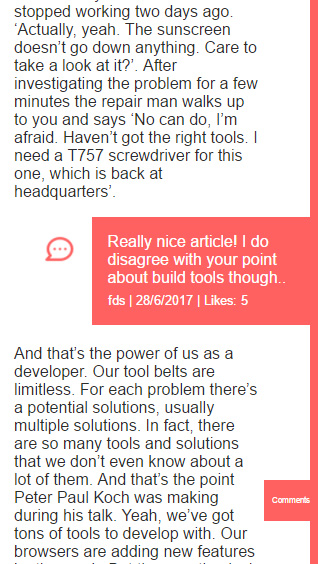 stopped working two days ago.
‘Actually, yeah. The sunscreen
doesn’t go down anything. Care to
take a look at it?’. After
investigating the problem for a few
minutes the repair man walks up
to you and says ‘No can do, I’m
afraid. Haven’t got the right tools. I
need a T757 screwdriver for this
one, which is back at
headquarters’.
Really nice article! I do
disagree with your point
about build tools though..
fds | 28/6/2017 | Likes: 5
And that’s the power of us as a
developer. Our tool belts are
limitless. For each problem there’s
a potential solutions, usually
multiple solutions. In fact, there
are so many tools and solutions
that we don’t even know about a
lot of them. And that’s the point
Peter Paul Koch was making
during his talk. Yeah, we’ve got
tons of tools to develop with. Our
browsers are adding new features
Comments